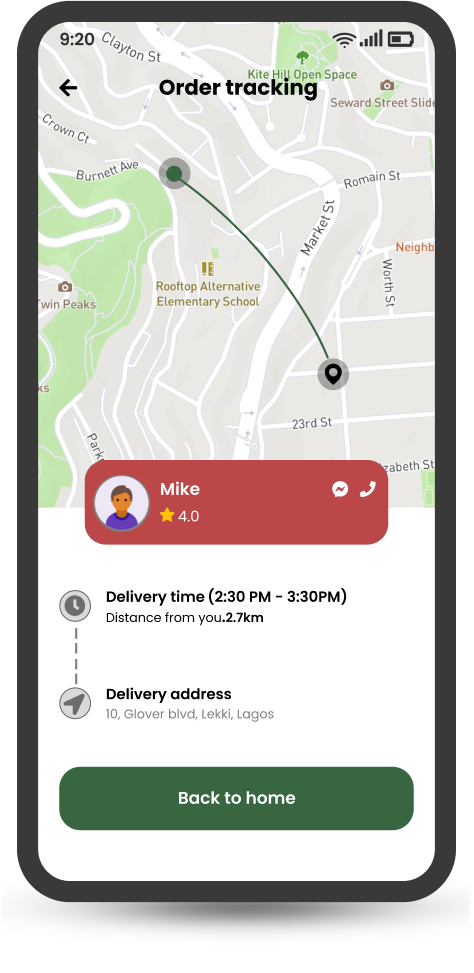 9:20
Clayton St
Kite Hill Open Space
Order tracking
Seward Street Slide
Crown Ct
Burnett Ave
Romain St
Market St
Neighb
Worth St
Rooftop Alternative
Elementary School
Twin Peaks
ks
23rd St
Park
zabeth St
Mike
4.0
Delivery time (2:30 PM - 3:30PM)
Distance from you.2.7km
Delivery address
10, Glover blvd, Lekki, Lagos
Back to home